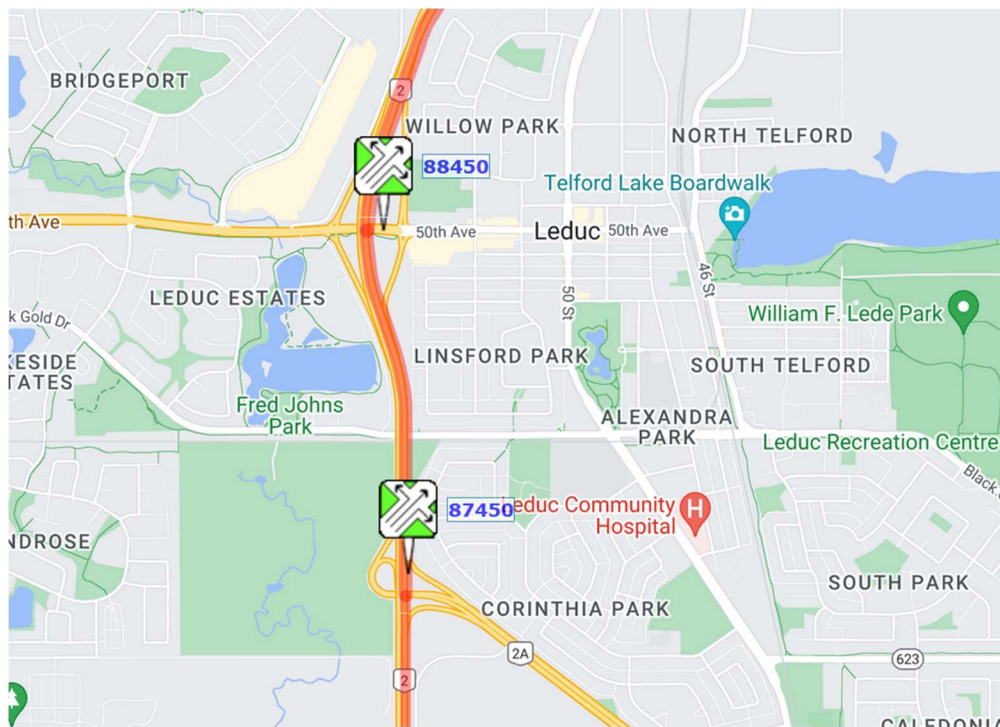 BRIDGEPORT
2
WILLOW PARK
NORTH TELFORD
88450
Telford Lake Boardwalk
th Ave
50th Ave
Leduc
50th Ave
46 St
LEDUC ESTATES
50 St
William F. Lede Park
k Gold Dr
KESIDE
TATES
LINSFORD PARK
SOUTH TELFORD
Fred Johns
Park
ALEXANDRA
PARK
Leduc Recreation Centre
Black
87450
Leduc Community
Hospital
H
NDROSE
SOUTH PARK
CORINTHIA PARK
2A
623
2
CALEDONIA